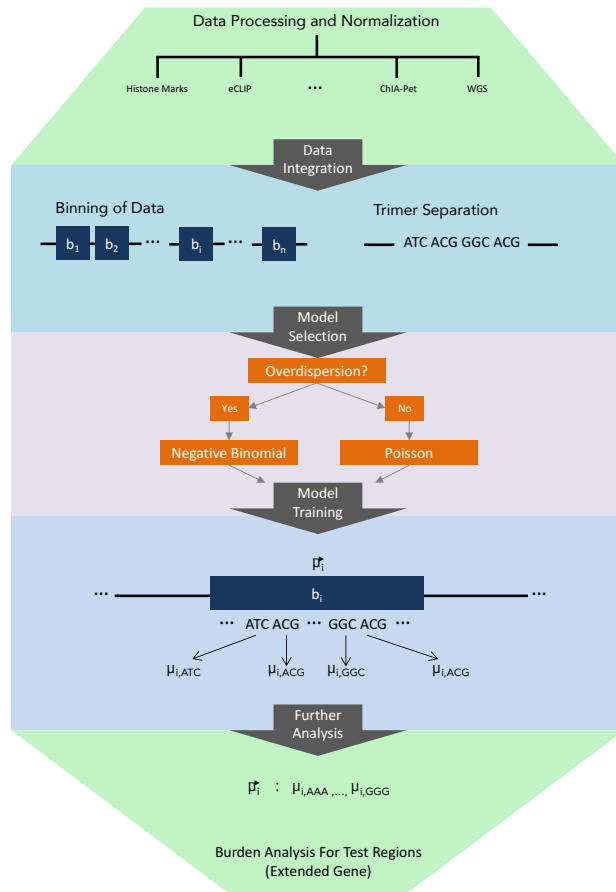 Data Processing and Normalization
Histone Marks eCLIP ... ChIA-Pet WGS
Data
Integration
Binning of Data
b1 b2 ... bi ... bn
Trimer Separation
ATC ACG GGC ACG
Model
Selection
Overdispersion?
Yes No
Negative Binomial Poisson
Model
Training
μ⃗i
... bi ...
... ATC ACG ... GGC ACG ...
μi,ATC μi,ACG μi,GGC μi,ACG
Further
Analysis
μ⃗i : μi,AAA ,..., μi,GGG
Burden Analysis For Test Regions
(Extended Gene)